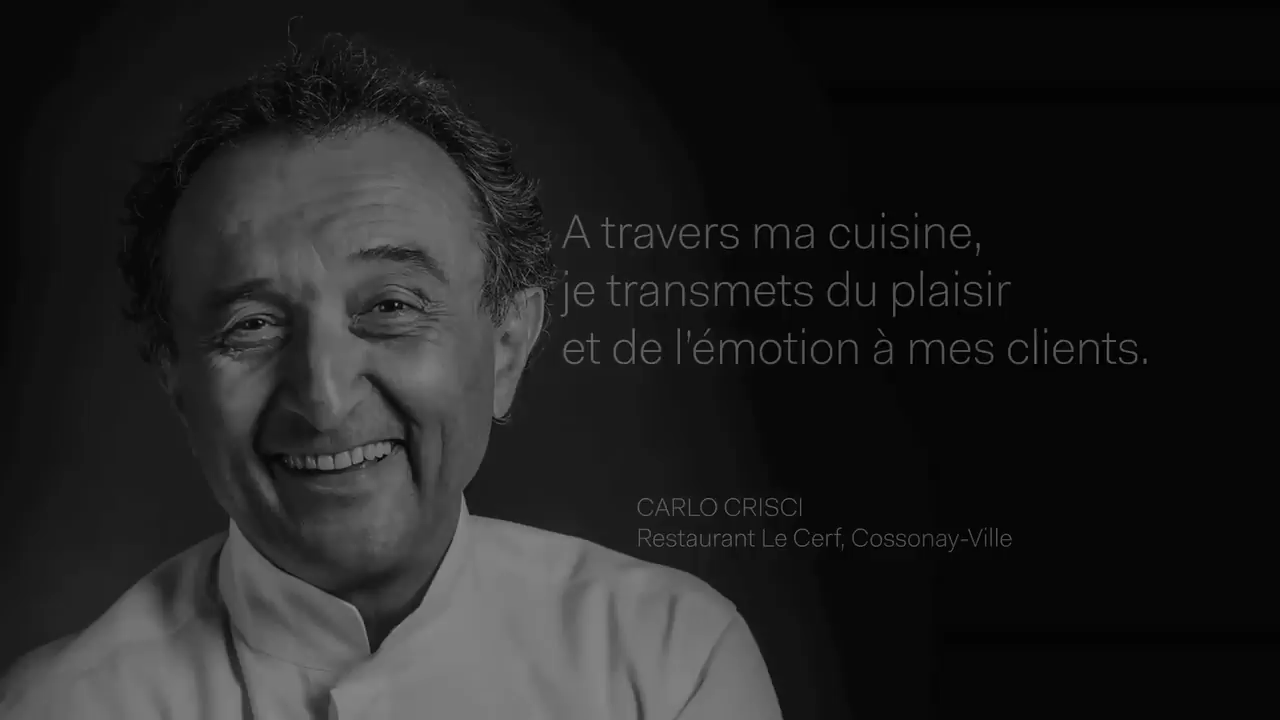 A travers ma cuisine,
je transmets du plaisir
et de l'émotion à mes clients.
CARLO CRISCI
Restaurant Le Cerf, Cossonay-Ville